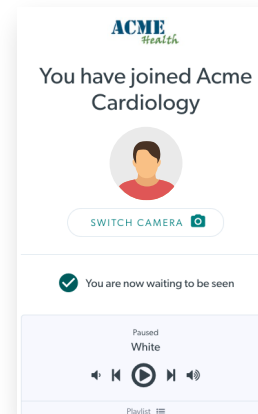 ACME
Health
You have joined Acme
Cardiology
SWITCH CAMERA
You are now waiting to be seen
Paused
White
Playlist